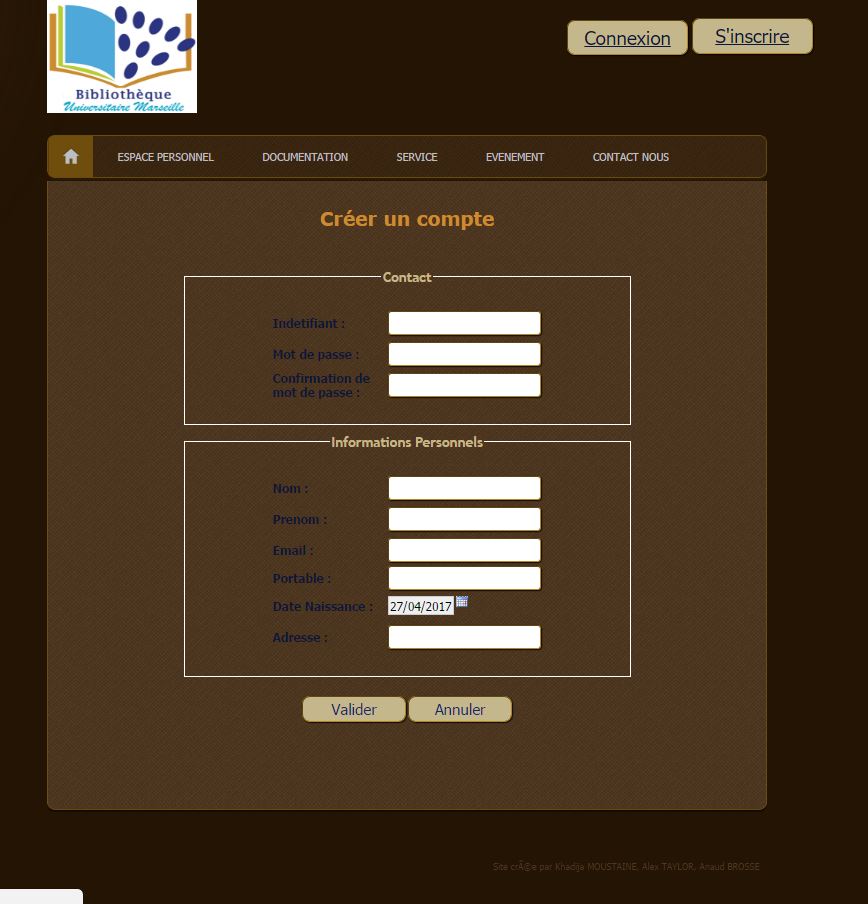 Bibliothèque
Universitaire Marseille
Connexion
S'inscrire
ESPACE PERSONNEL
DOCUMENTATION
SERVICE
EVENEMENT
CONTACT NOUS
Créer un compte
Contact
Indetifiant :
Mot de passe :
Confirmation de
mot de passe :
Informations Personnels
Nom :
Prenom :
Email :
Portable :
Date Naissance :
27/04/2017
Adresse :
Valider
Annuler
Site crÃ©e par Khadija MOUSTAINE, Alex TAYLOR, Anaud BROSSE